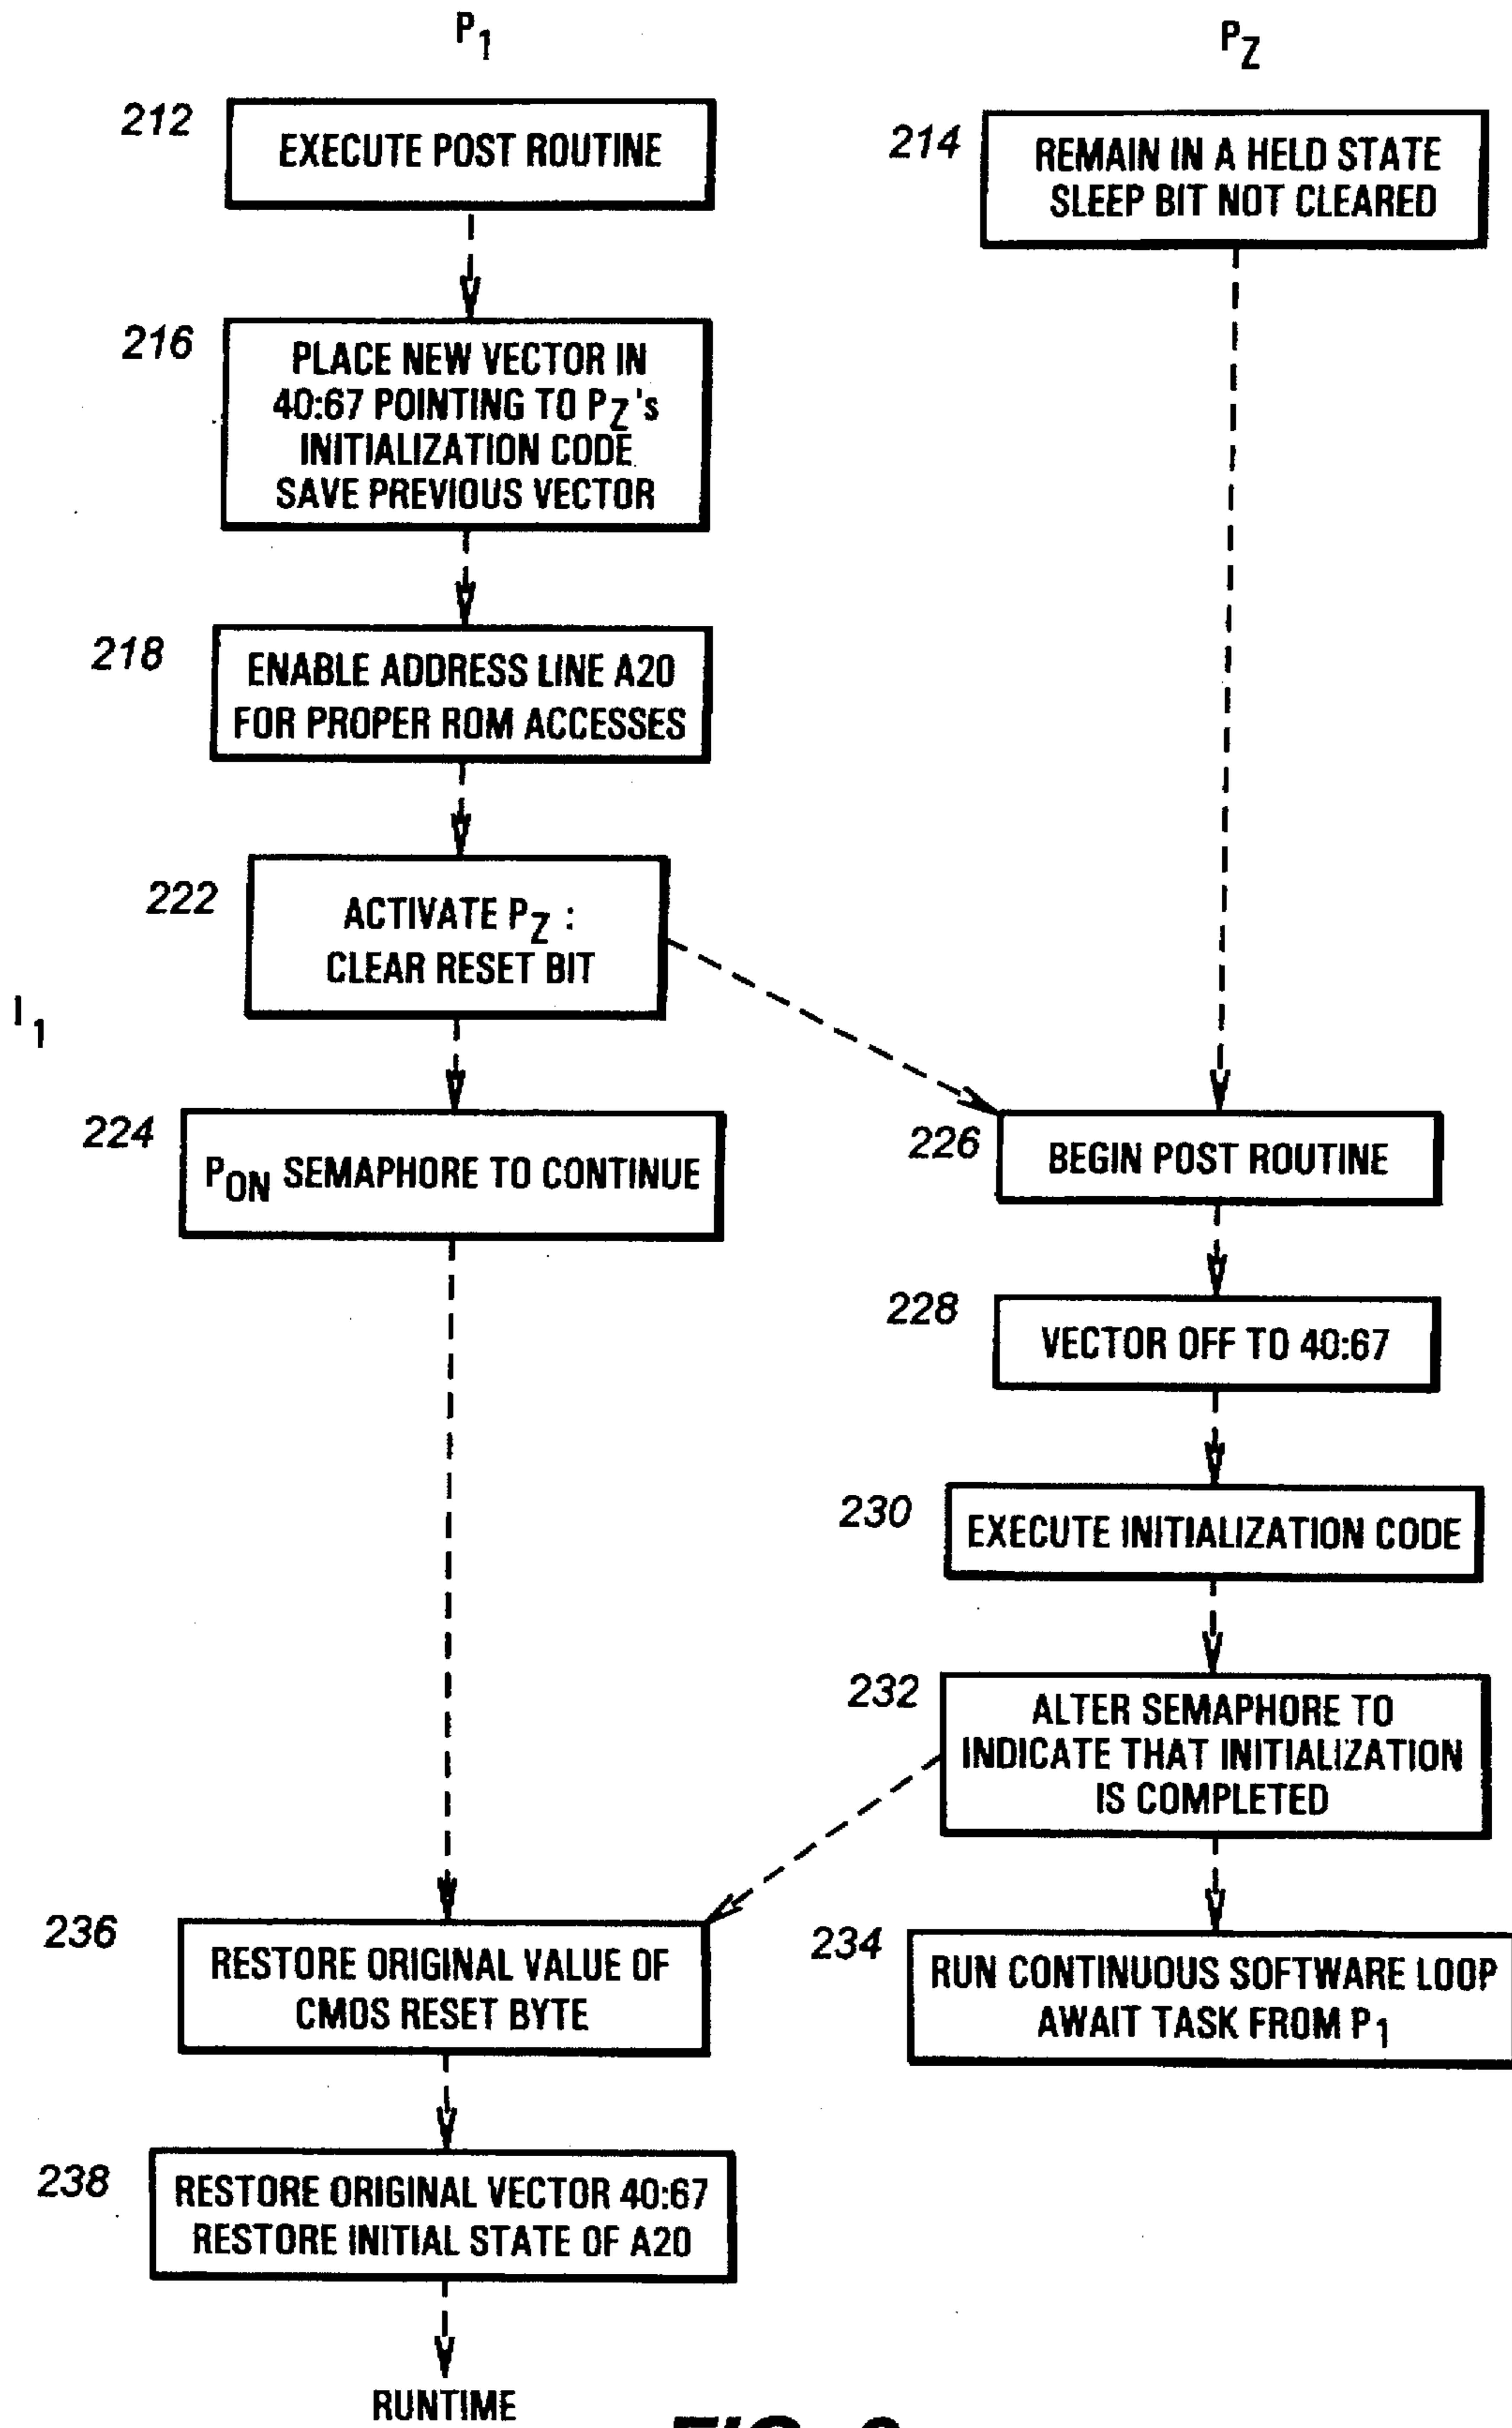 P1
PZ
212
EXECUTE POST ROUTINE
214
REMAIN IN A HELD STATE
SLEEP BIT NOT CLEARED
216
PLACE NEW VECTOR IN
40:67 POINTING TO PZ's
INITIALIZATION CODE
SAVE PREVIOUS VECTOR
218
ENABLE ADDRESS LINE A20
FOR PROPER ROM ACCESSES
222
ACTIVATE PZ :
CLEAR RESET BIT
I1
224
PON SEMAPHORE TO CONTINUE
226
BEGIN POST ROUTINE
228
VECTOR OFF TO 40:67
230
EXECUTE INITIALIZATION CODE
232
ALTER SEMAPHORE TO
INDICATE THAT INITIALIZATION
IS COMPLETED
236
RESTORE ORIGINAL VALUE OF
CMOS RESET BYTE
234
RUN CONTINUOUS SOFTWARE LOOP
AWAIT TASK FROM P1
238
RESTORE ORIGINAL VECTOR 40:67
RESTORE INITIAL STATE OF A20
RUNTIME